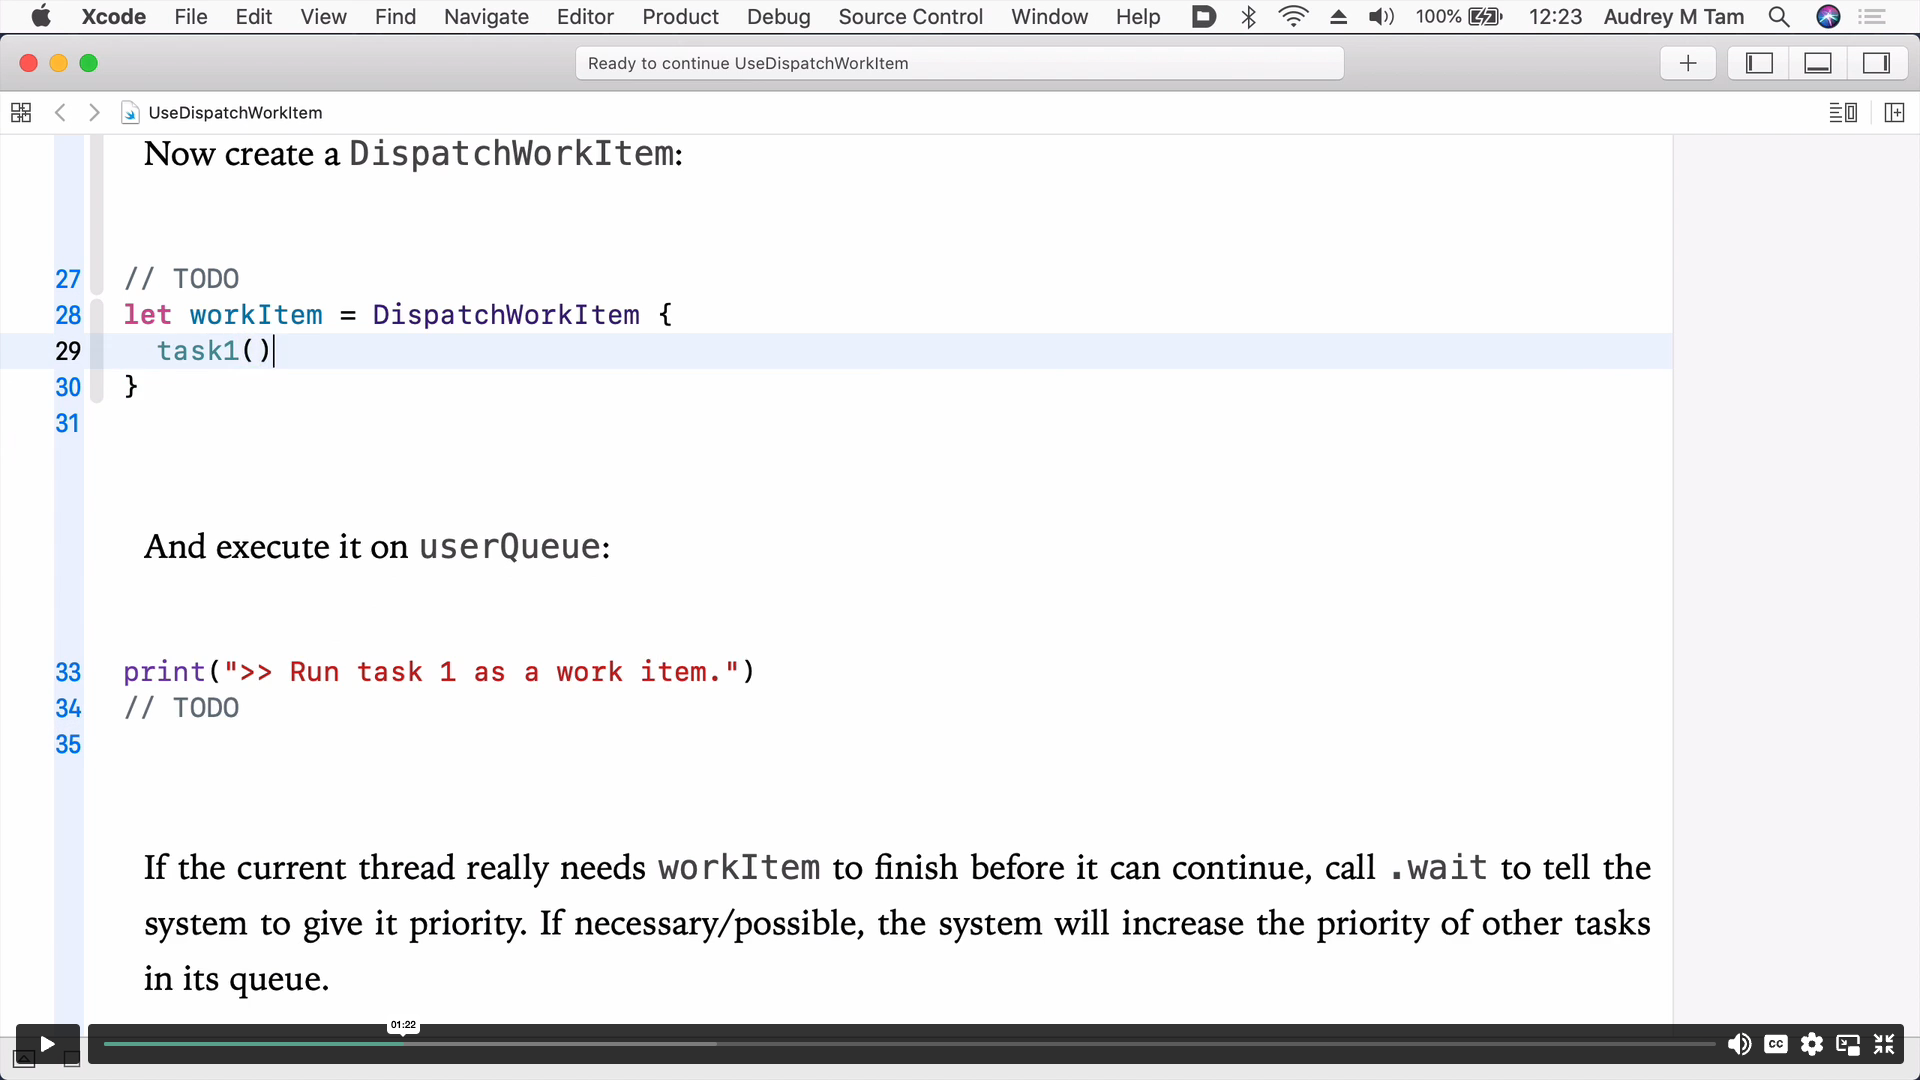 Xcode File Edit View Find Navigate Editor Product Debug Source Control Window Help 100% 12:23 Audrey M Tam
Ready to continue UseDispatchWorkItem
UseDispatchWorkItem
Now create a DispatchWorkItem:
27 // TODO
28 let workItem = DispatchWorkItem {
29 task1()
30 }
31
And execute it on userQueue:
33 print(">> Run task 1 as a work item.")
34 // TODO
35
If the current thread really needs workItem to finish before it can continue, call .wait to tell the
system to give it priority. If necessary/possible, the system will increase the priority of other tasks
in its queue.
01:22
CC